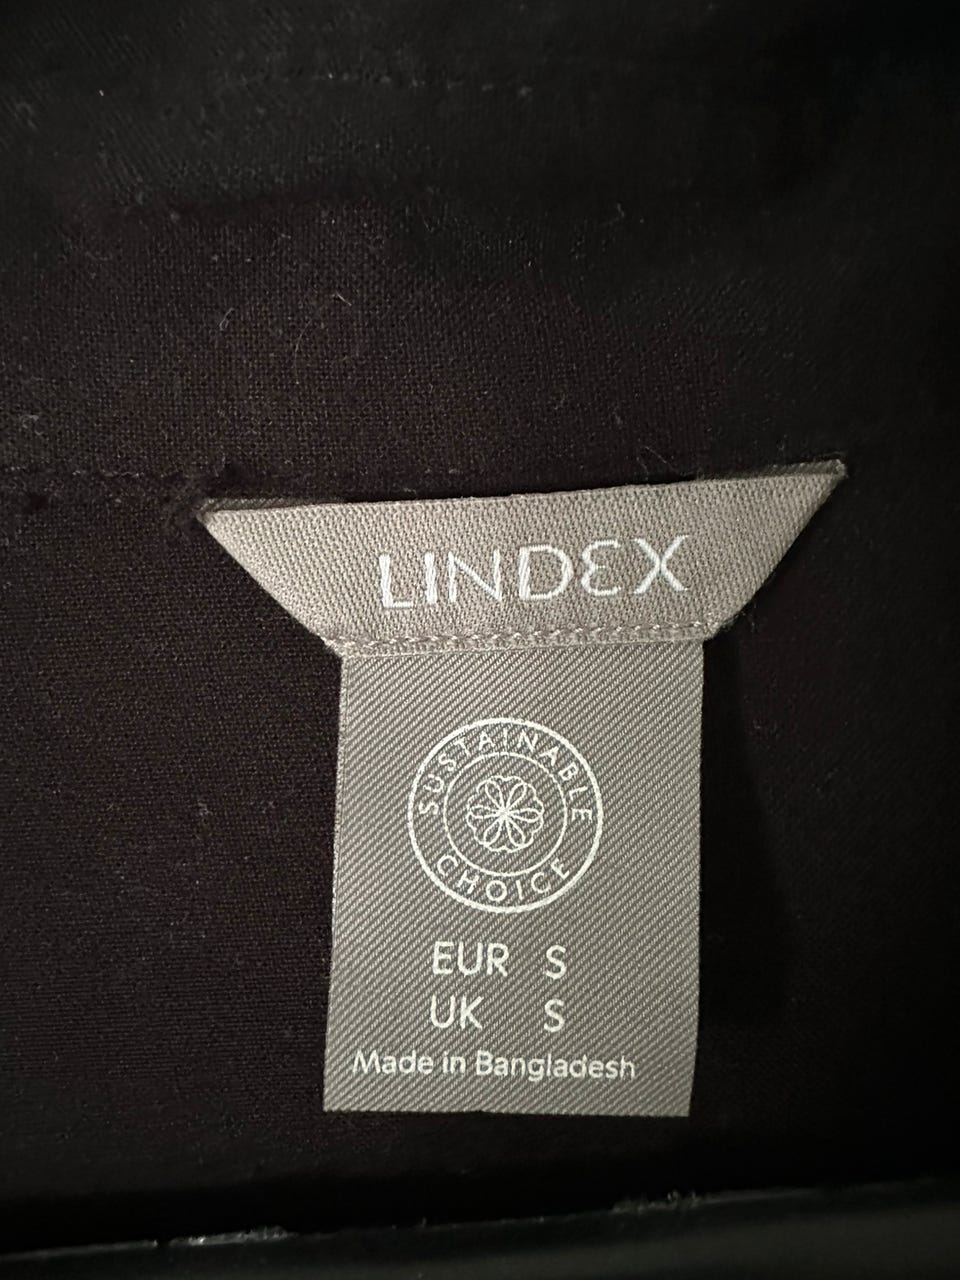 LINDEX
SUSTAINABLE
CHOICE
EUR S
UK S
Made in Bangladesh